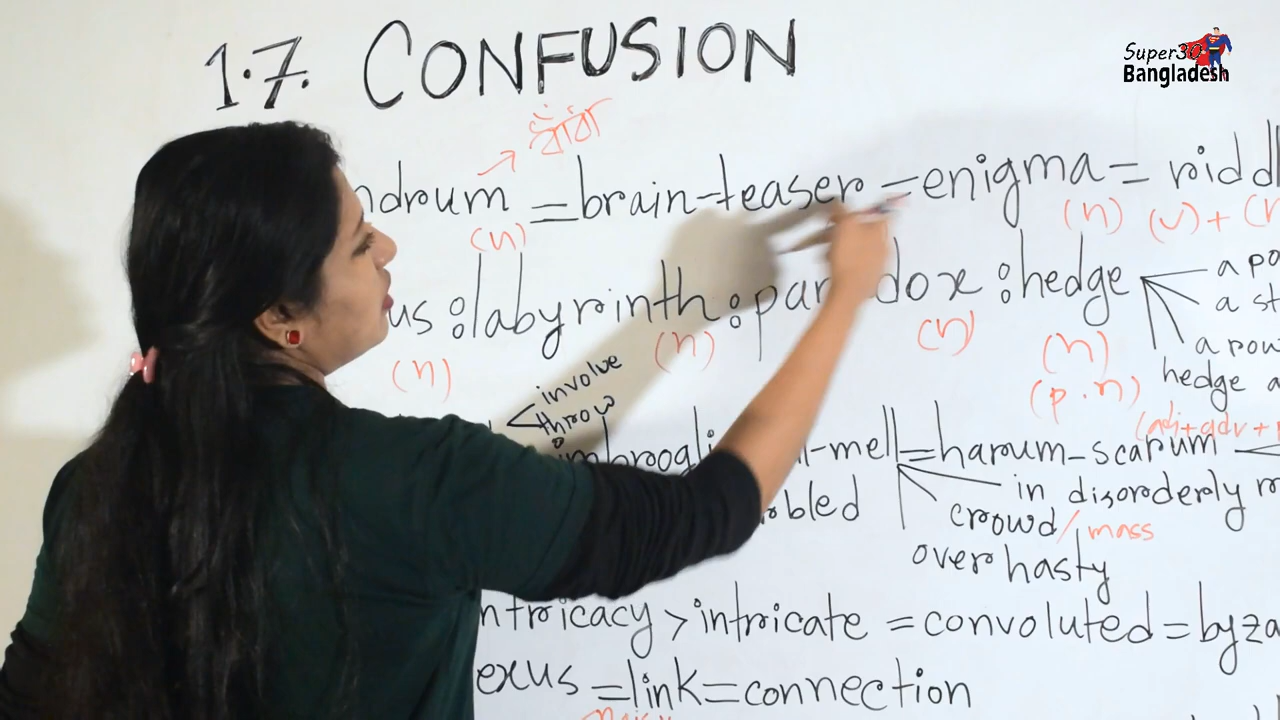 1.7. CONFUSION
Super30
Bangladesh
ধাঁধাঁ
ndrum = brain-teaser = enigma = riddl
(n) (n) (v) + (n
us : labyrinth : paradox : hedge
(n) (n) (n) (n)
(p.n)
a po
a st
a pow
hedge a
(adj+adv+
involve
throw
imbrogli -mell = harum-scarum
bled
in disorderly m
crowd/mass
over hasty
ntricacy > intricate = convoluted = byza
exus = link = connection